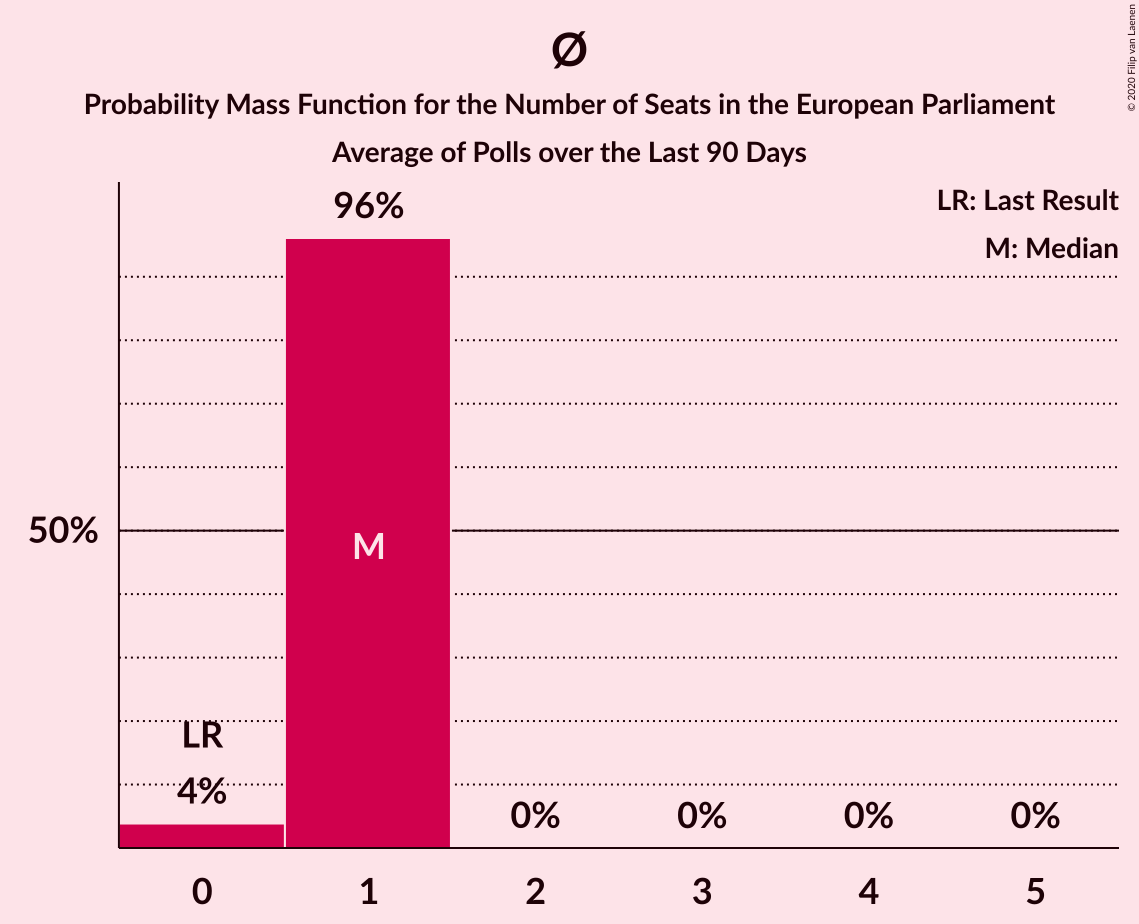 Ø
Probability Mass Function for the Number of Seats in the European Parliament
Average of Polls over the Last 90 Days
© 2020 Filip van Laenen
LR: Last Result
M: Median
96%
50%
M
LR
4%
0%
0%
0%
0%
0
1
2
3
4
5